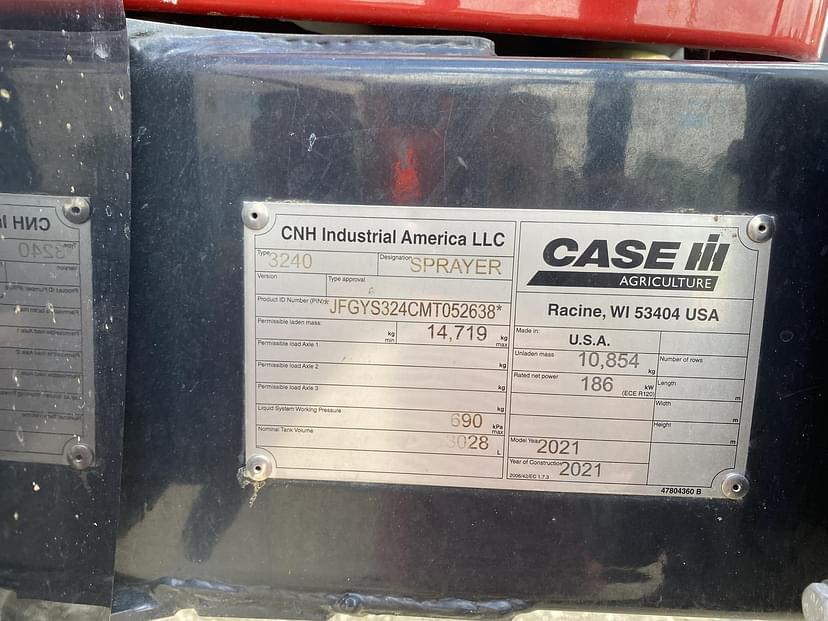 CNH Industrial America LLC
Type 3240
Designation SPRAYER
Version
Type approval
Product ID Number (PIN) *JFGYS324CMT052638*
Permissible laden mass: kg min 14,719 kg max
Permissible load Axle 1 kg
Permissible load Axle 2 kg
Permissible load Axle 3 kg
Liquid System Working Pressure 690 kPa max
Nominal Tank Volume 3028 L
CASE IH
AGRICULTURE
Racine, WI 53404 USA
Made in: U.S.A.
Unladen mass 10,854 kg
Number of rows
Rated net power 186 kW (ECE R120)
Length m
Width m
Height m
Model Year 2021
Year of Construction 2021
2006/42/EC 1.7.3
47804360 B